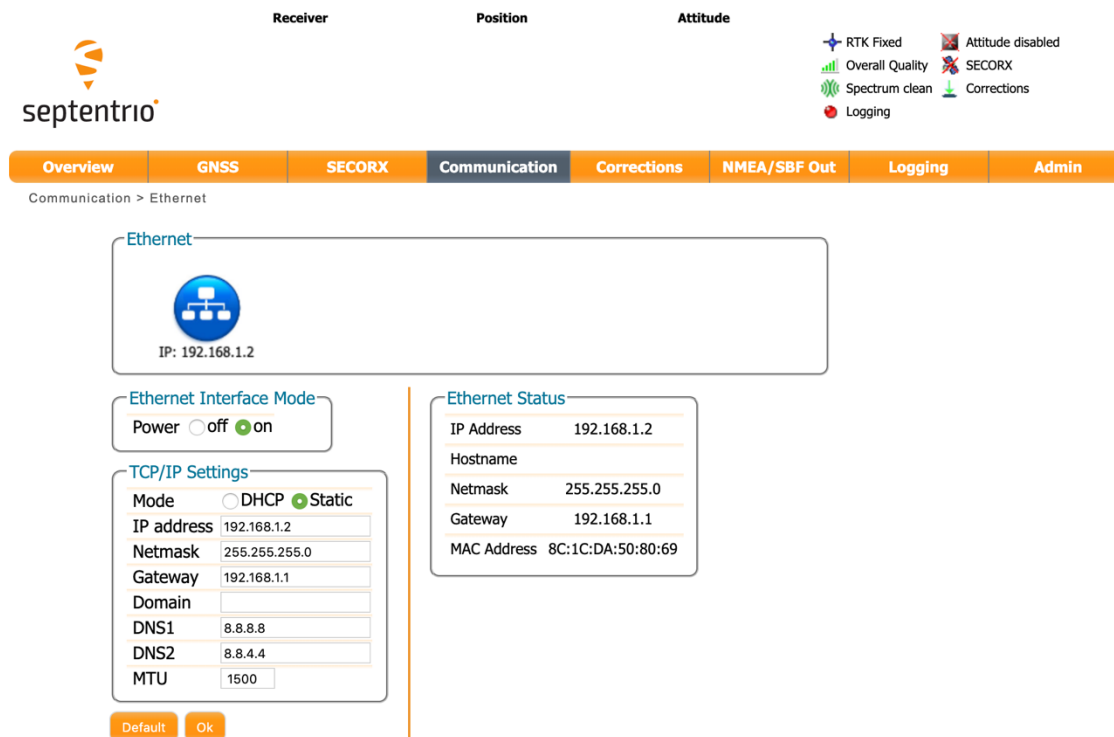 Receiver Position Attitude
RTK Fixed Attitude disabled
Overall Quality SECORX
Spectrum clean Corrections
Logging
septentrio
Overview GNSS SECORX Communication Corrections NMEA/SBF Out Logging Admin
Communication > Ethernet
Ethernet
IP: 192.168.1.2
Ethernet Interface Mode
Power off on
TCP/IP Settings
Mode DHCP Static
IP address 192.168.1.2
Netmask 255.255.255.0
Gateway 192.168.1.1
Domain
DNS1 8.8.8.8
DNS2 8.8.4.4
MTU 1500
Default Ok
Ethernet Status
IP Address 192.168.1.2
Hostname
Netmask 255.255.255.0
Gateway 192.168.1.1
MAC Address 8C:1C:DA:50:80:69